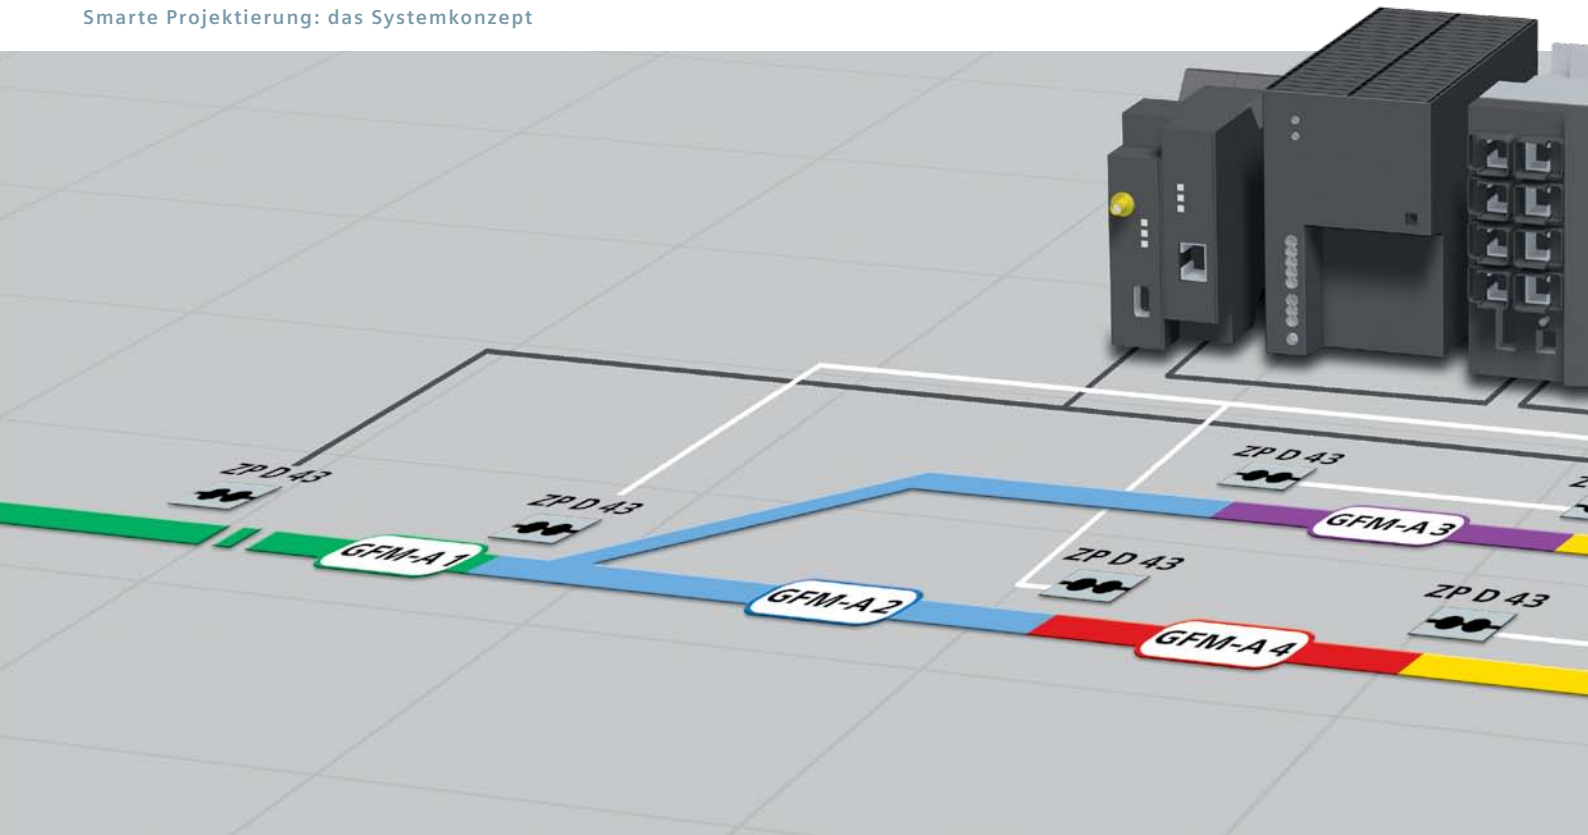 Smarte Projektierung: das Systemkonzept
ZP D 43
ZP D 43
ZP D 43
GFM-A 1
GFM-A 3
ZP D 43
GFM-A 2
ZP D 43
GFM-A 4